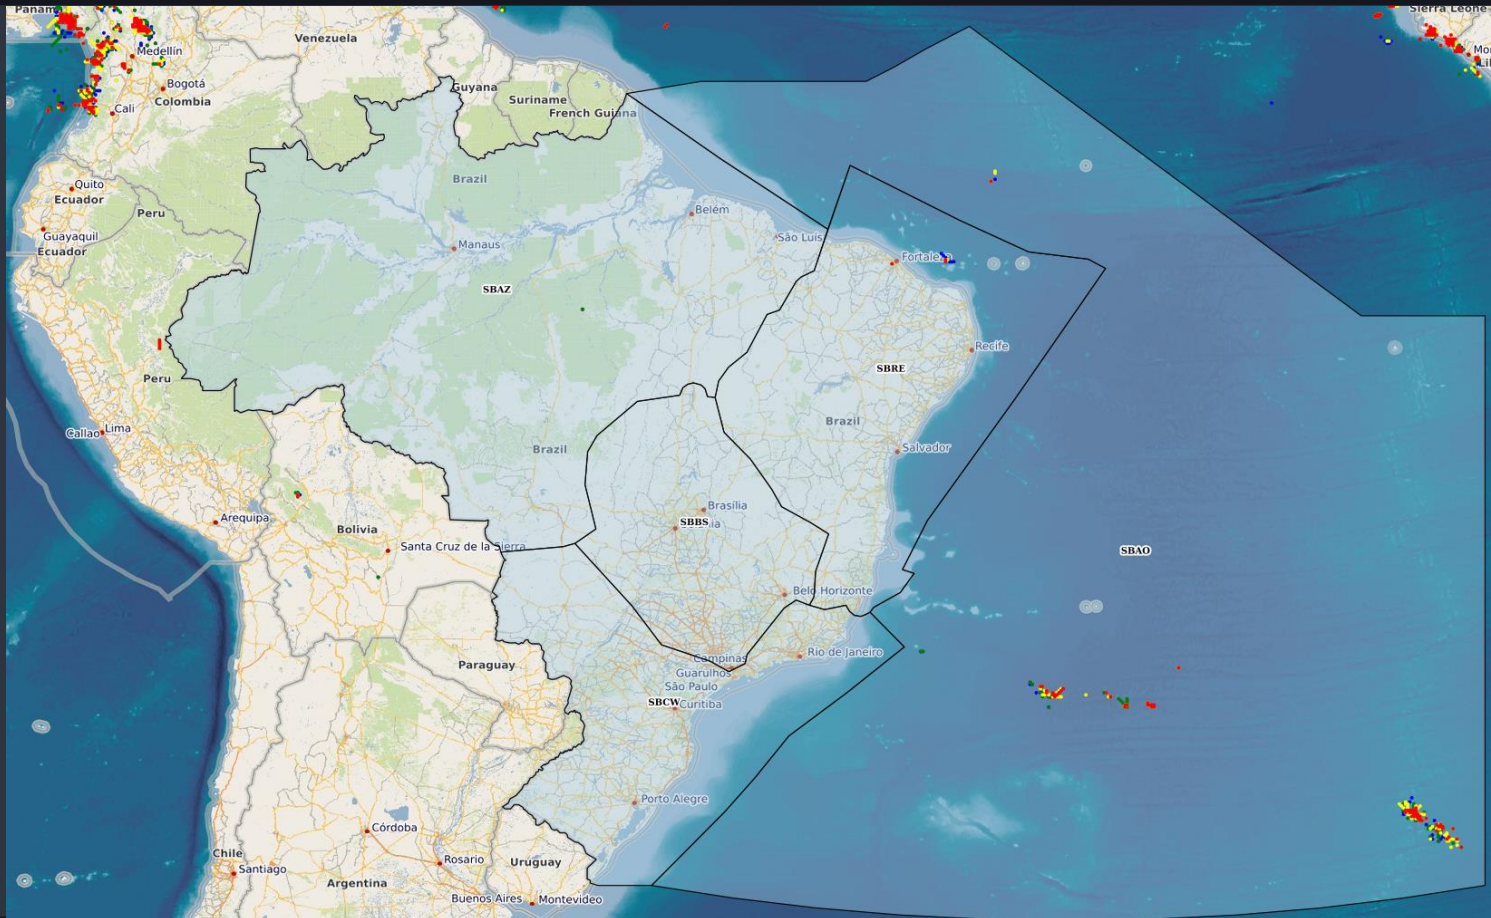 Panam
Sierra Leone
Venezuela
Medellín
Guyana
Bogotá
Colombia
Suriname
French Guiana
Cali
Brazil
Quito
Ecuador
Peru
Belém
Guayaquil
Ecuador
Manaus
São Luís
Fortale
SBAZ
Recife
SBRE
Peru
Brazil
Callao
Lima
Brazil
Salvador
Brasília
Arequipa
SBBS
Bolivia
Santa Cruz de la Sierra
SBAO
Belo Horizonte
Rio de Janeiro
Campinas
Paraguay
Guarulhos
São Paulo
SBCW
Curitiba
Porto Alegre
Córdoba
Chile
Santiago
Rosario
Uruguay
Argentina
Buenos Aires
Montevideo